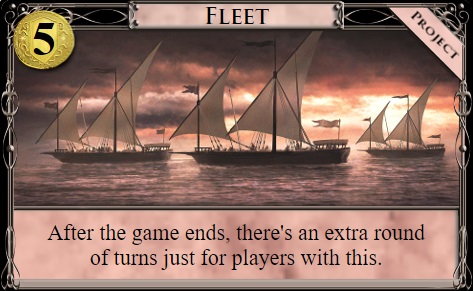 FLEET
5
PROJECT
After the game ends, there's an extra round
of turns just for players with this.